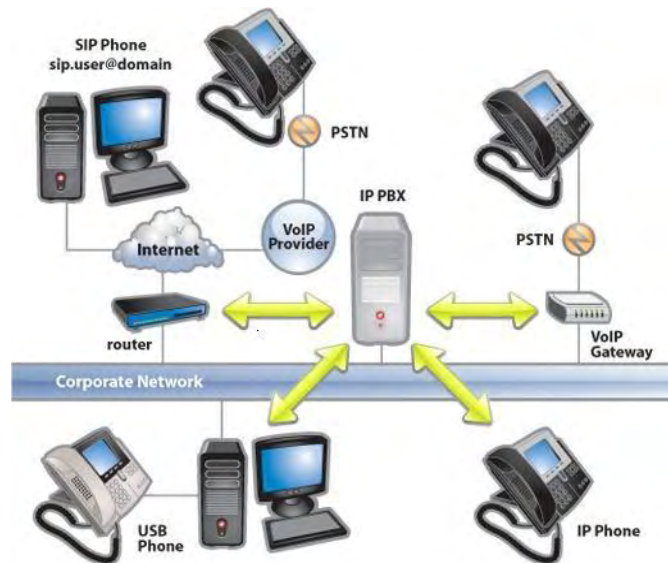 SIP Phone
sip.user@domain
PSTN
IP PBX
VoIP
Provider
Internet
PSTN
router
VoIP
Gateway
Corporate Network
USB
Phone
IP Phone